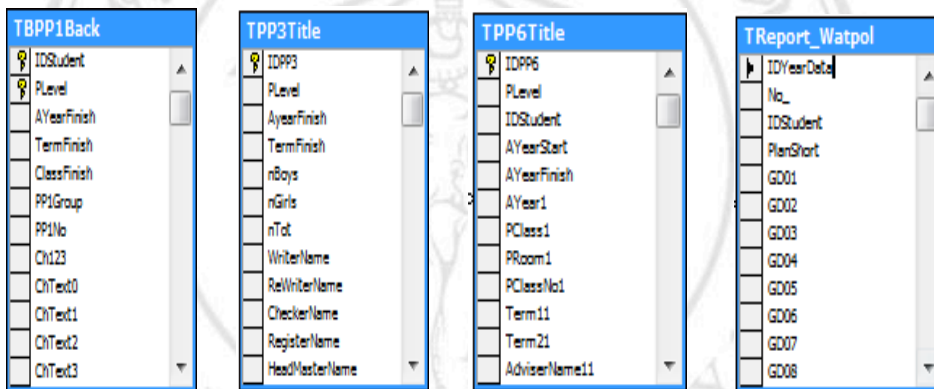 TBPP1Back
IDStudent
PLevel
AYearFinish
TermFinish
ClassFinish
PP1Group
PP1No
Ch123
ChText0
ChText1
ChText2
ChText3
TPP3Title
IDPP3
PLevel
AyearFinish
TermFinish
nBoys
nGirls
nTot
WriterName
ReWriterName
CheckerName
RegisterName
HeadMasterName
TPP6Title
IDPP6
PLevel
IDStudent
AYearStart
AYearFinish
AYear1
PClass1
PRoom1
PClassNo1
Term11
Term21
AdviserName11
TReport_Watpol
IDYearData
No_
IDStudent
PlanShort
GD01
GD02
GD03
GD04
GD05
GD06
GD07
GD08